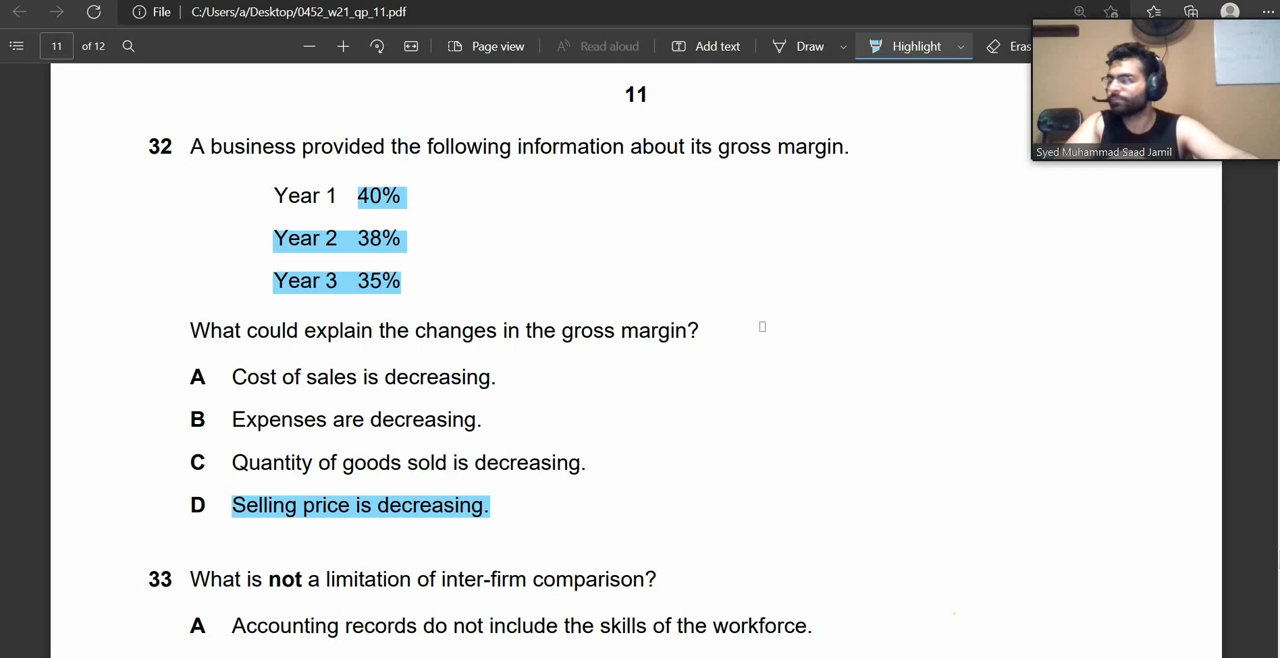 File C:/Users/a/Desktop/0452_w21_qp_11.pdf
11 of 12 Page view Read aloud Add text Draw Highlight Eras
Syed Muhammad Saad Jamil
11
32 A business provided the following information about its gross margin.
Year 1 40%
Year 2 38%
Year 3 35%
What could explain the changes in the gross margin?
A Cost of sales is decreasing.
B Expenses are decreasing.
C Quantity of goods sold is decreasing.
D Selling price is decreasing.
33 What is not a limitation of inter-firm comparison?
A Accounting records do not include the skills of the workforce.